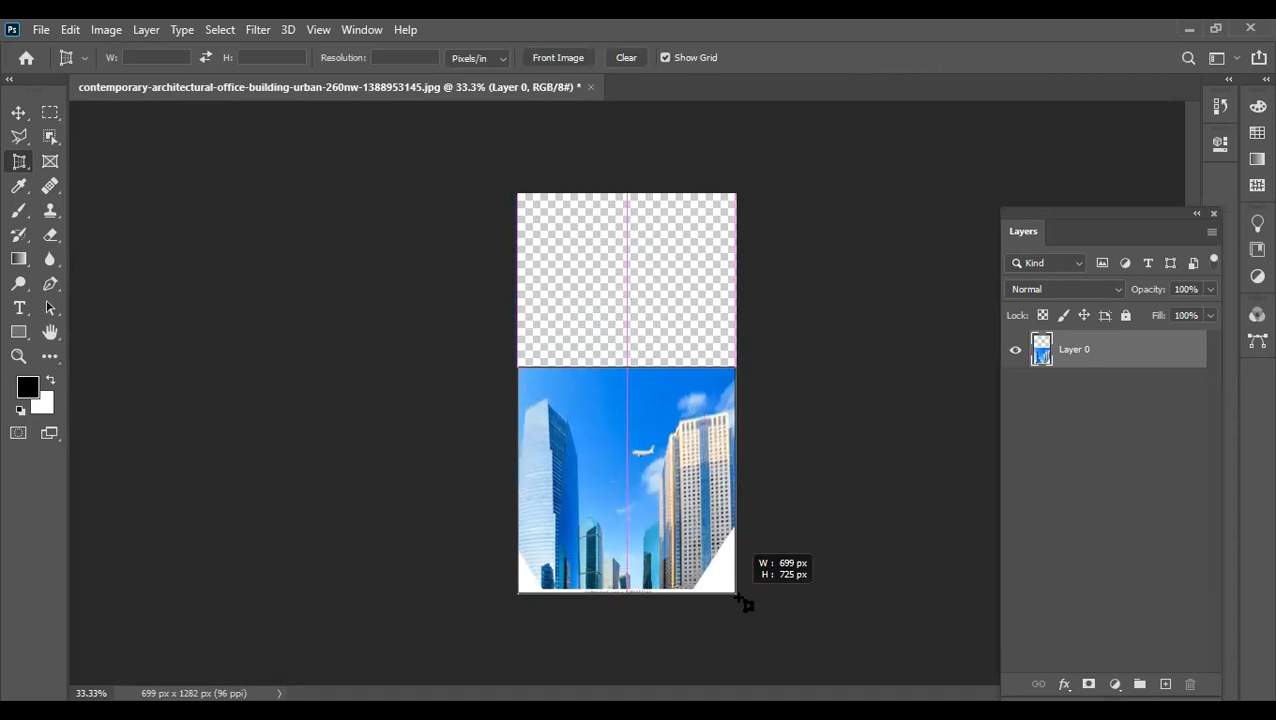 Ps File Edit Image Layer Type Select Filter 3D View Window Help
W: H: Resolution: Pixels/in Front Image Clear Show Grid
contemporary-architectural-office-building-urban-260nw-1388953145.jpg @ 33.3% (Layer 0, RGB/8#) *
Layers
Kind
Normal Opacity: 100%
Lock: Fill: 100%
Layer 0
W: 699 px
H: 725 px
fx
33.33% 699 px x 1282 px (96 ppi)